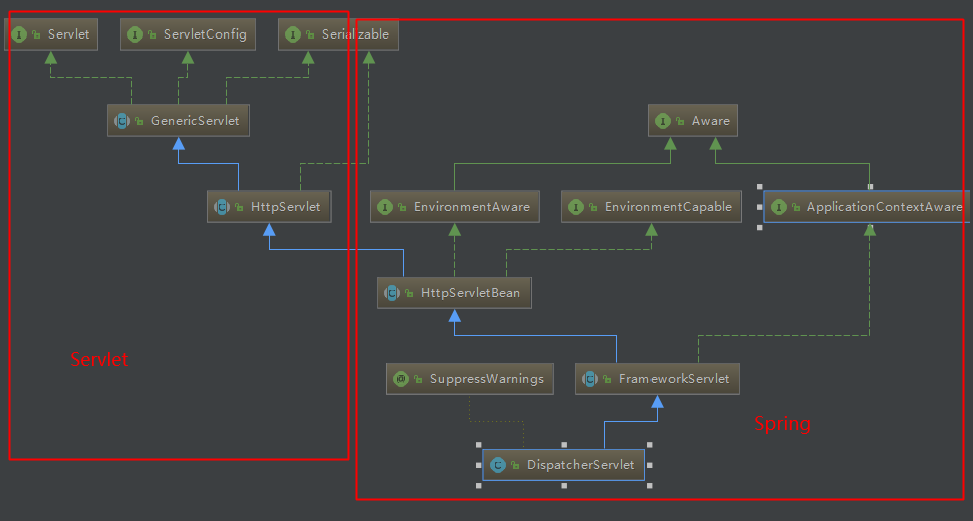 Servlet
ServletConfig
Serializable
GenericServlet
Aware
HttpServlet
EnvironmentAware
EnvironmentCapable
ApplicationContextAware
HttpServletBean
Servlet
SuppressWarnings
FrameworkServlet
Spring
DispatcherServlet